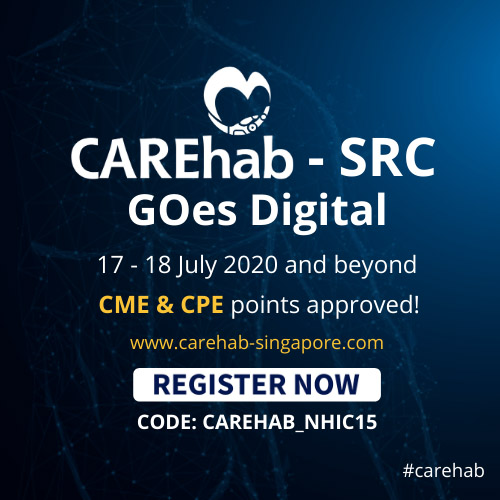 CAREhab - SRC
GOes Digital
17 - 18 July 2020 and beyond
CME & CPE points approved!
www.carehab-singapore.com
REGISTER NOW
CODE: CAREHAB_NHIC15
#carehab